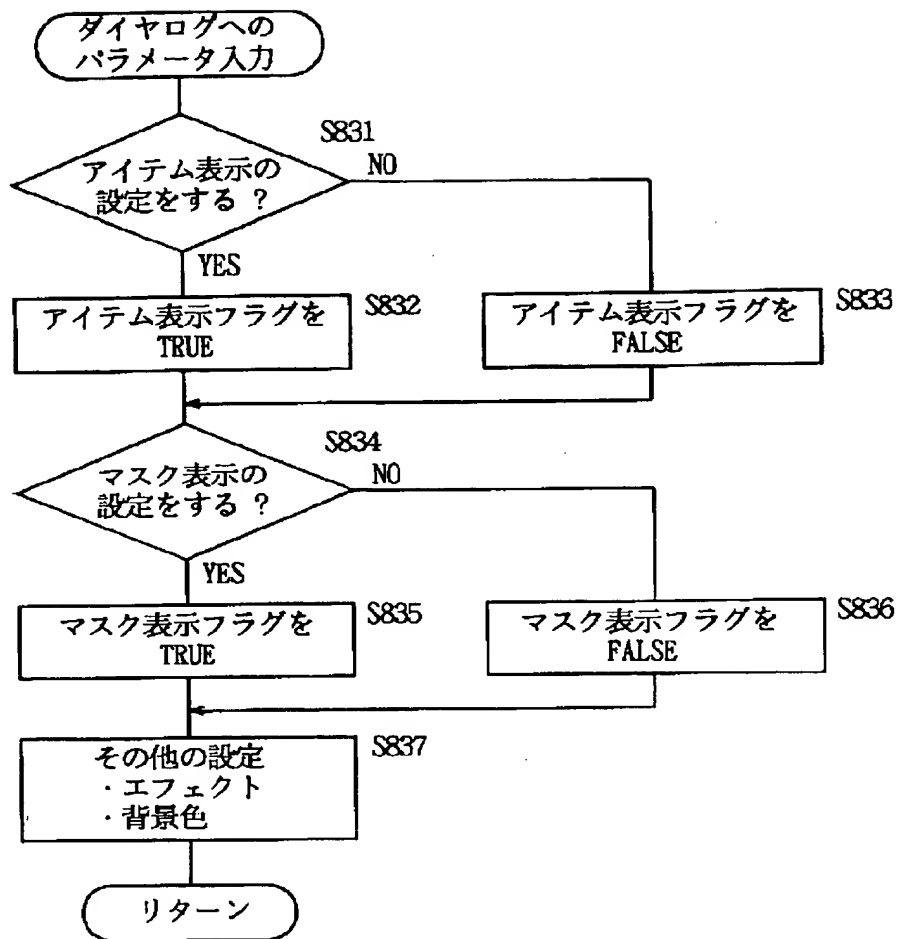 ダイヤログへの
パラメータ入力
S831
アイテム表示の
設定をする ?
NO
YES
アイテム表示フラグを
TRUE
S832
アイテム表示フラグを
FALSE
S833
S834
マスク表示の
設定をする ?
NO
YES
マスク表示フラグを
TRUE
S835
マスク表示フラグを
FALSE
S836
その他の設定
・エフェクト
・背景色
S837
リターン